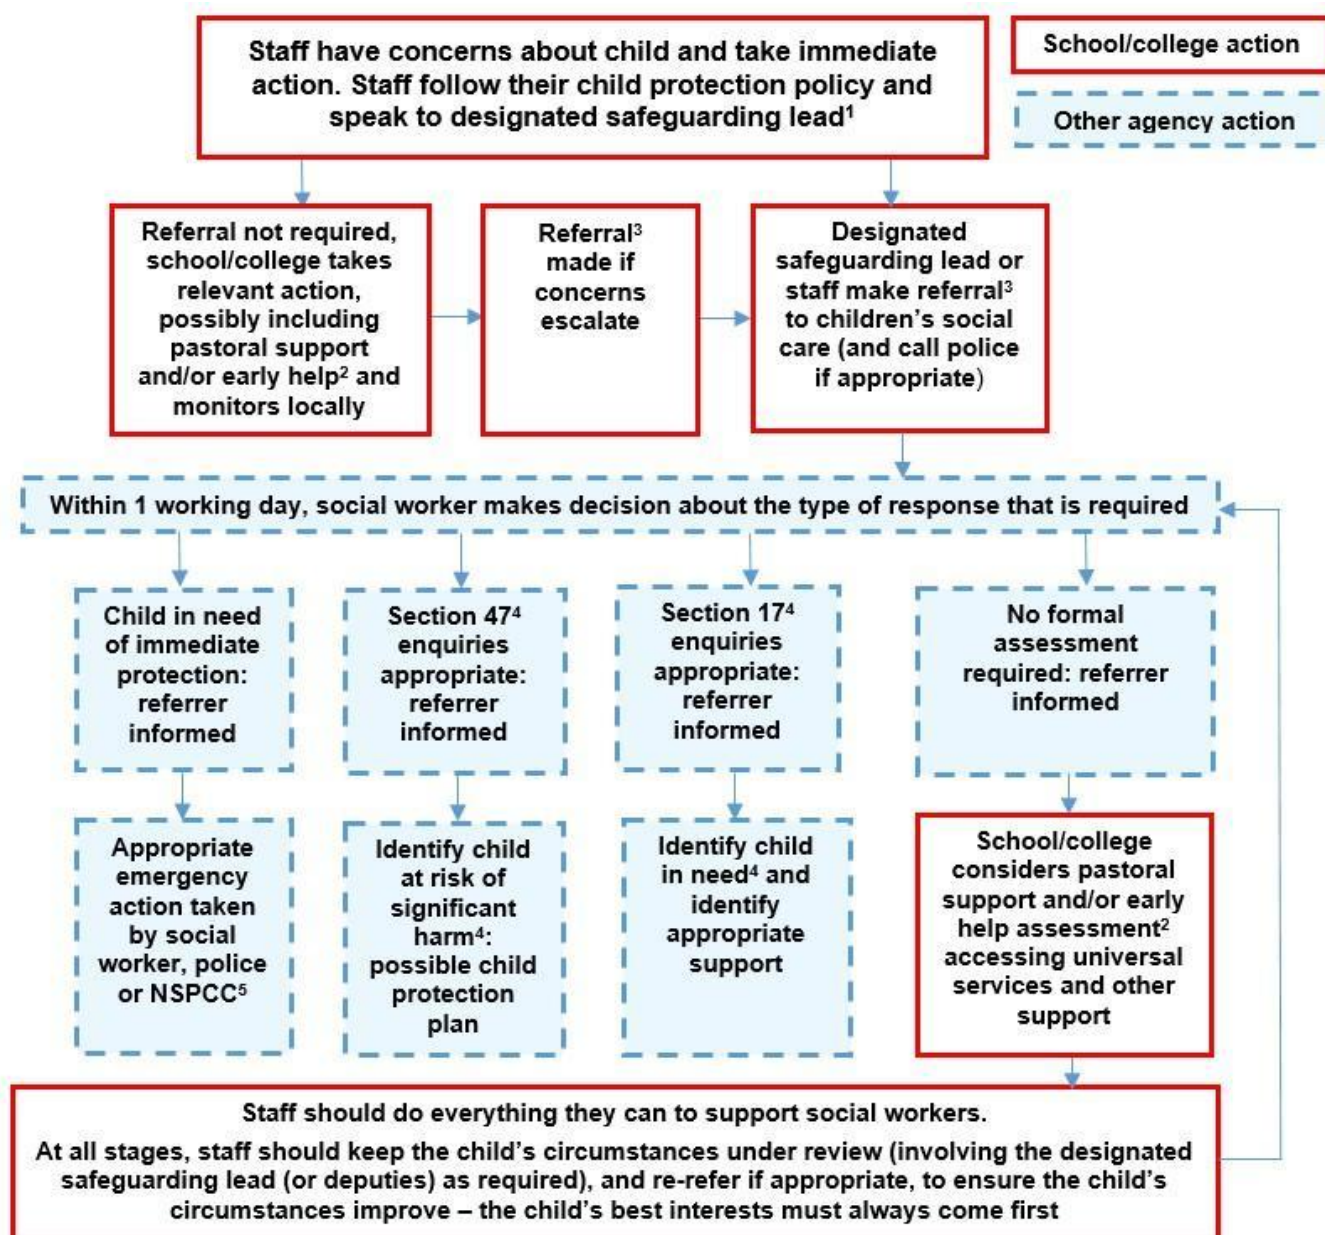 Staff have concerns about child and take immediate
action. Staff follow their child protection policy and
speak to designated safeguarding lead¹
School/college action
Other agency action
Referral not required,
school/college takes
relevant action,
possibly including
pastoral support
and/or early help² and
monitors locally
Referral³
made if
concerns
escalate
Designated
safeguarding lead or
staff make referral³
to children’s social
care (and call police
if appropriate)
Within 1 working day, social worker makes decision about the type of response that is required
Child in need
of immediate
protection:
referrer
informed
Section 47⁴
enquiries
appropriate:
referrer
informed
Section 17⁴
enquiries
appropriate:
referrer
informed
No formal
assessment
required: referrer
informed
Appropriate
emergency
action taken
by social
worker, police
or NSPCC⁵
Identify child
at risk of
significant
harm⁴:
possible child
protection
plan
Identify child
in need⁴ and
identify
appropriate
support
School/college
considers pastoral
support and/or early
help assessment²
accessing universal
services and other
support
Staff should do everything they can to support social workers.
At all stages, staff should keep the child’s circumstances under review (involving the designated
safeguarding lead (or deputies) as required), and re-refer if appropriate, to ensure the child’s
circumstances improve – the child’s best interests must always come first